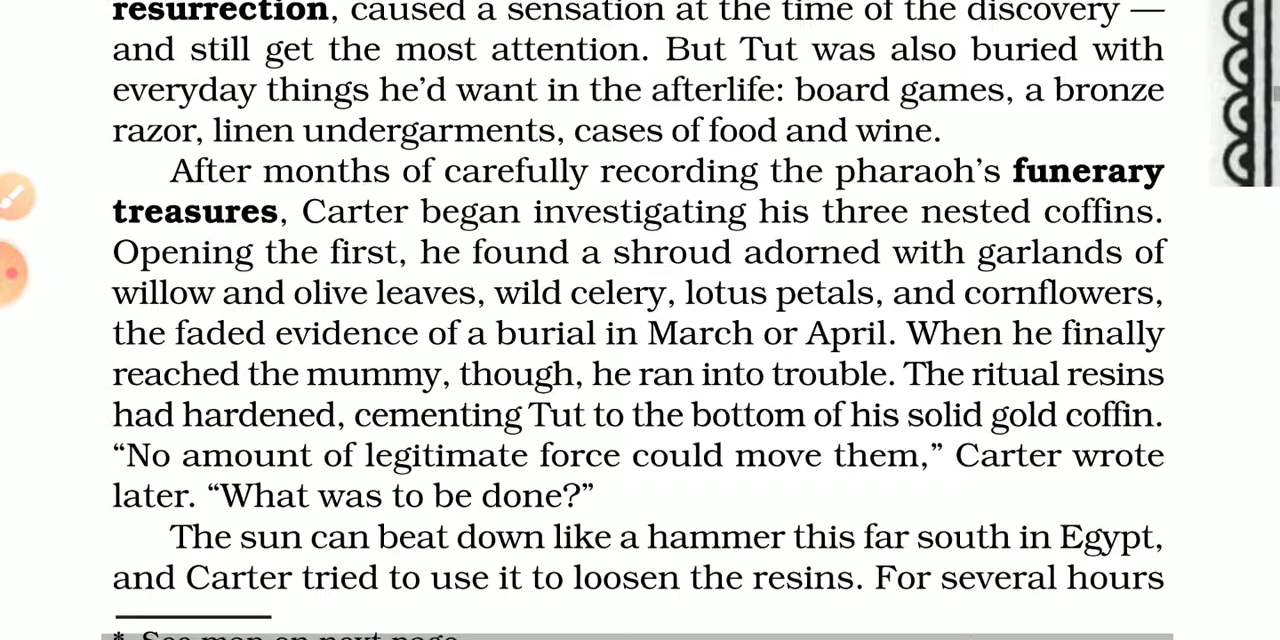 resurrection, caused a sensation at the time of the discovery —
and still get the most attention. But Tut was also buried with
everyday things he’d want in the afterlife: board games, a bronze
razor, linen undergarments, cases of food and wine.
After months of carefully recording the pharaoh’s funerary
treasures, Carter began investigating his three nested coffins.
Opening the first, he found a shroud adorned with garlands of
willow and olive leaves, wild celery, lotus petals, and cornflowers,
the faded evidence of a burial in March or April. When he finally
reached the mummy, though, he ran into trouble. The ritual resins
had hardened, cementing Tut to the bottom of his solid gold coffin.
“No amount of legitimate force could move them,” Carter wrote
later. “What was to be done?”
The sun can beat down like a hammer this far south in Egypt,
and Carter tried to use it to loosen the resins. For several hours
* See map on next page